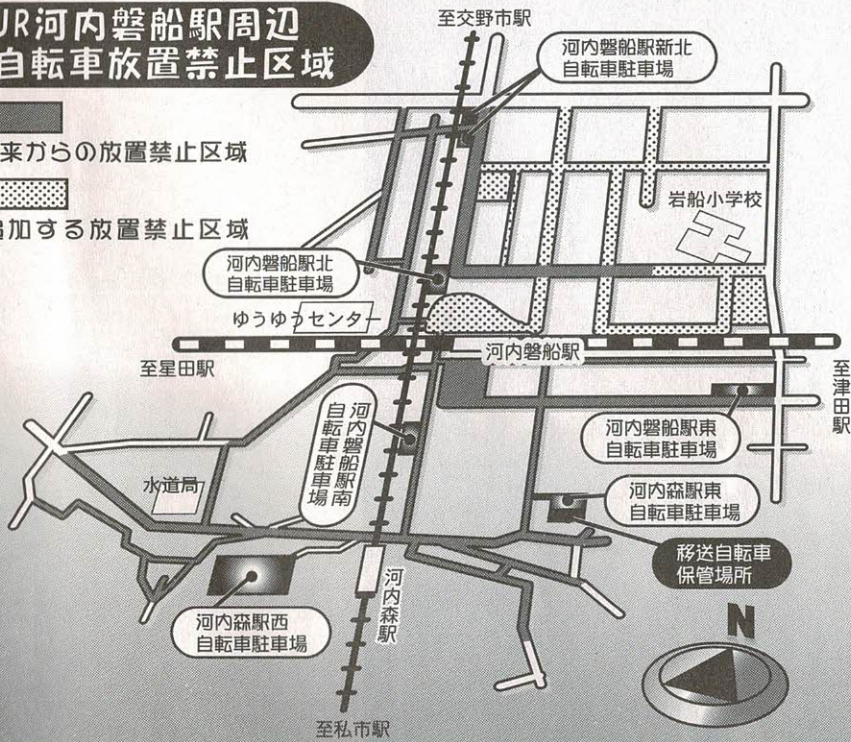 JR河内磐船駅周辺
自転車放置禁止区域
来からの放置禁止区域
追加する放置禁止区域
至交野市駅
河内磐船駅新北
自転車駐車場
岩船小学校
河内磐船駅北
自転車駐車場
ゆうゆうセンター
河内磐船駅
至星田駅
至津田駅
河内磐船駅南
自転車駐車場
河内磐船駅東
自転車駐車場
水道局
河内森駅東
自転車駐車場
移送自転車
保管場所
河内森駅
河内森駅西
自転車駐車場
N
至私市駅